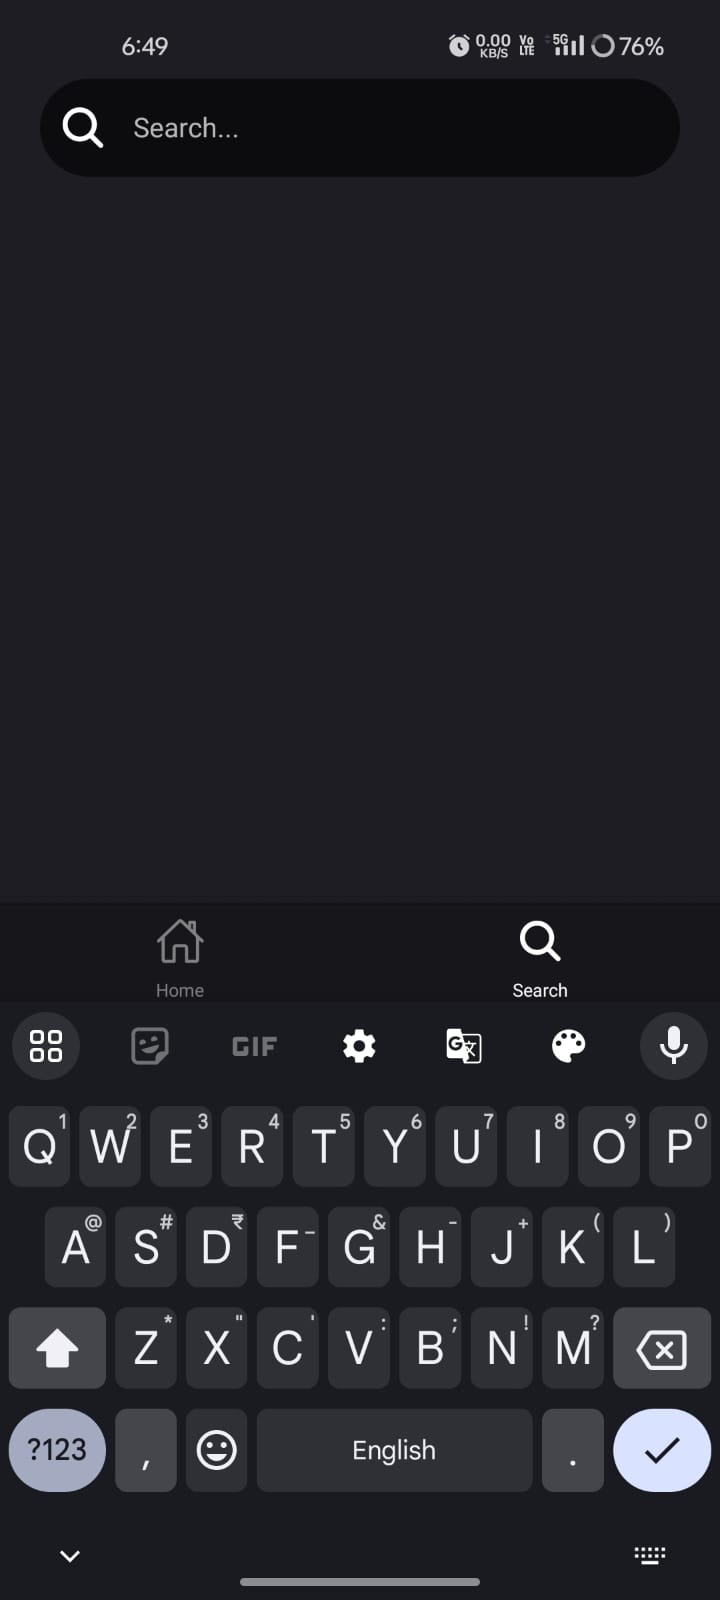 6:49 0.00 KB/S Vo LTE 5G 76%
Search...
Home Search
GIF G 文
Q 1 W 2 E 3 R 4 T 5 Y 6 U 7 I 8 O 9 P 0
A @ S # D ₹ F _ G & H - J + K ( L )
Z * X " C ' V : B ; N ! M ?
?123 , English .